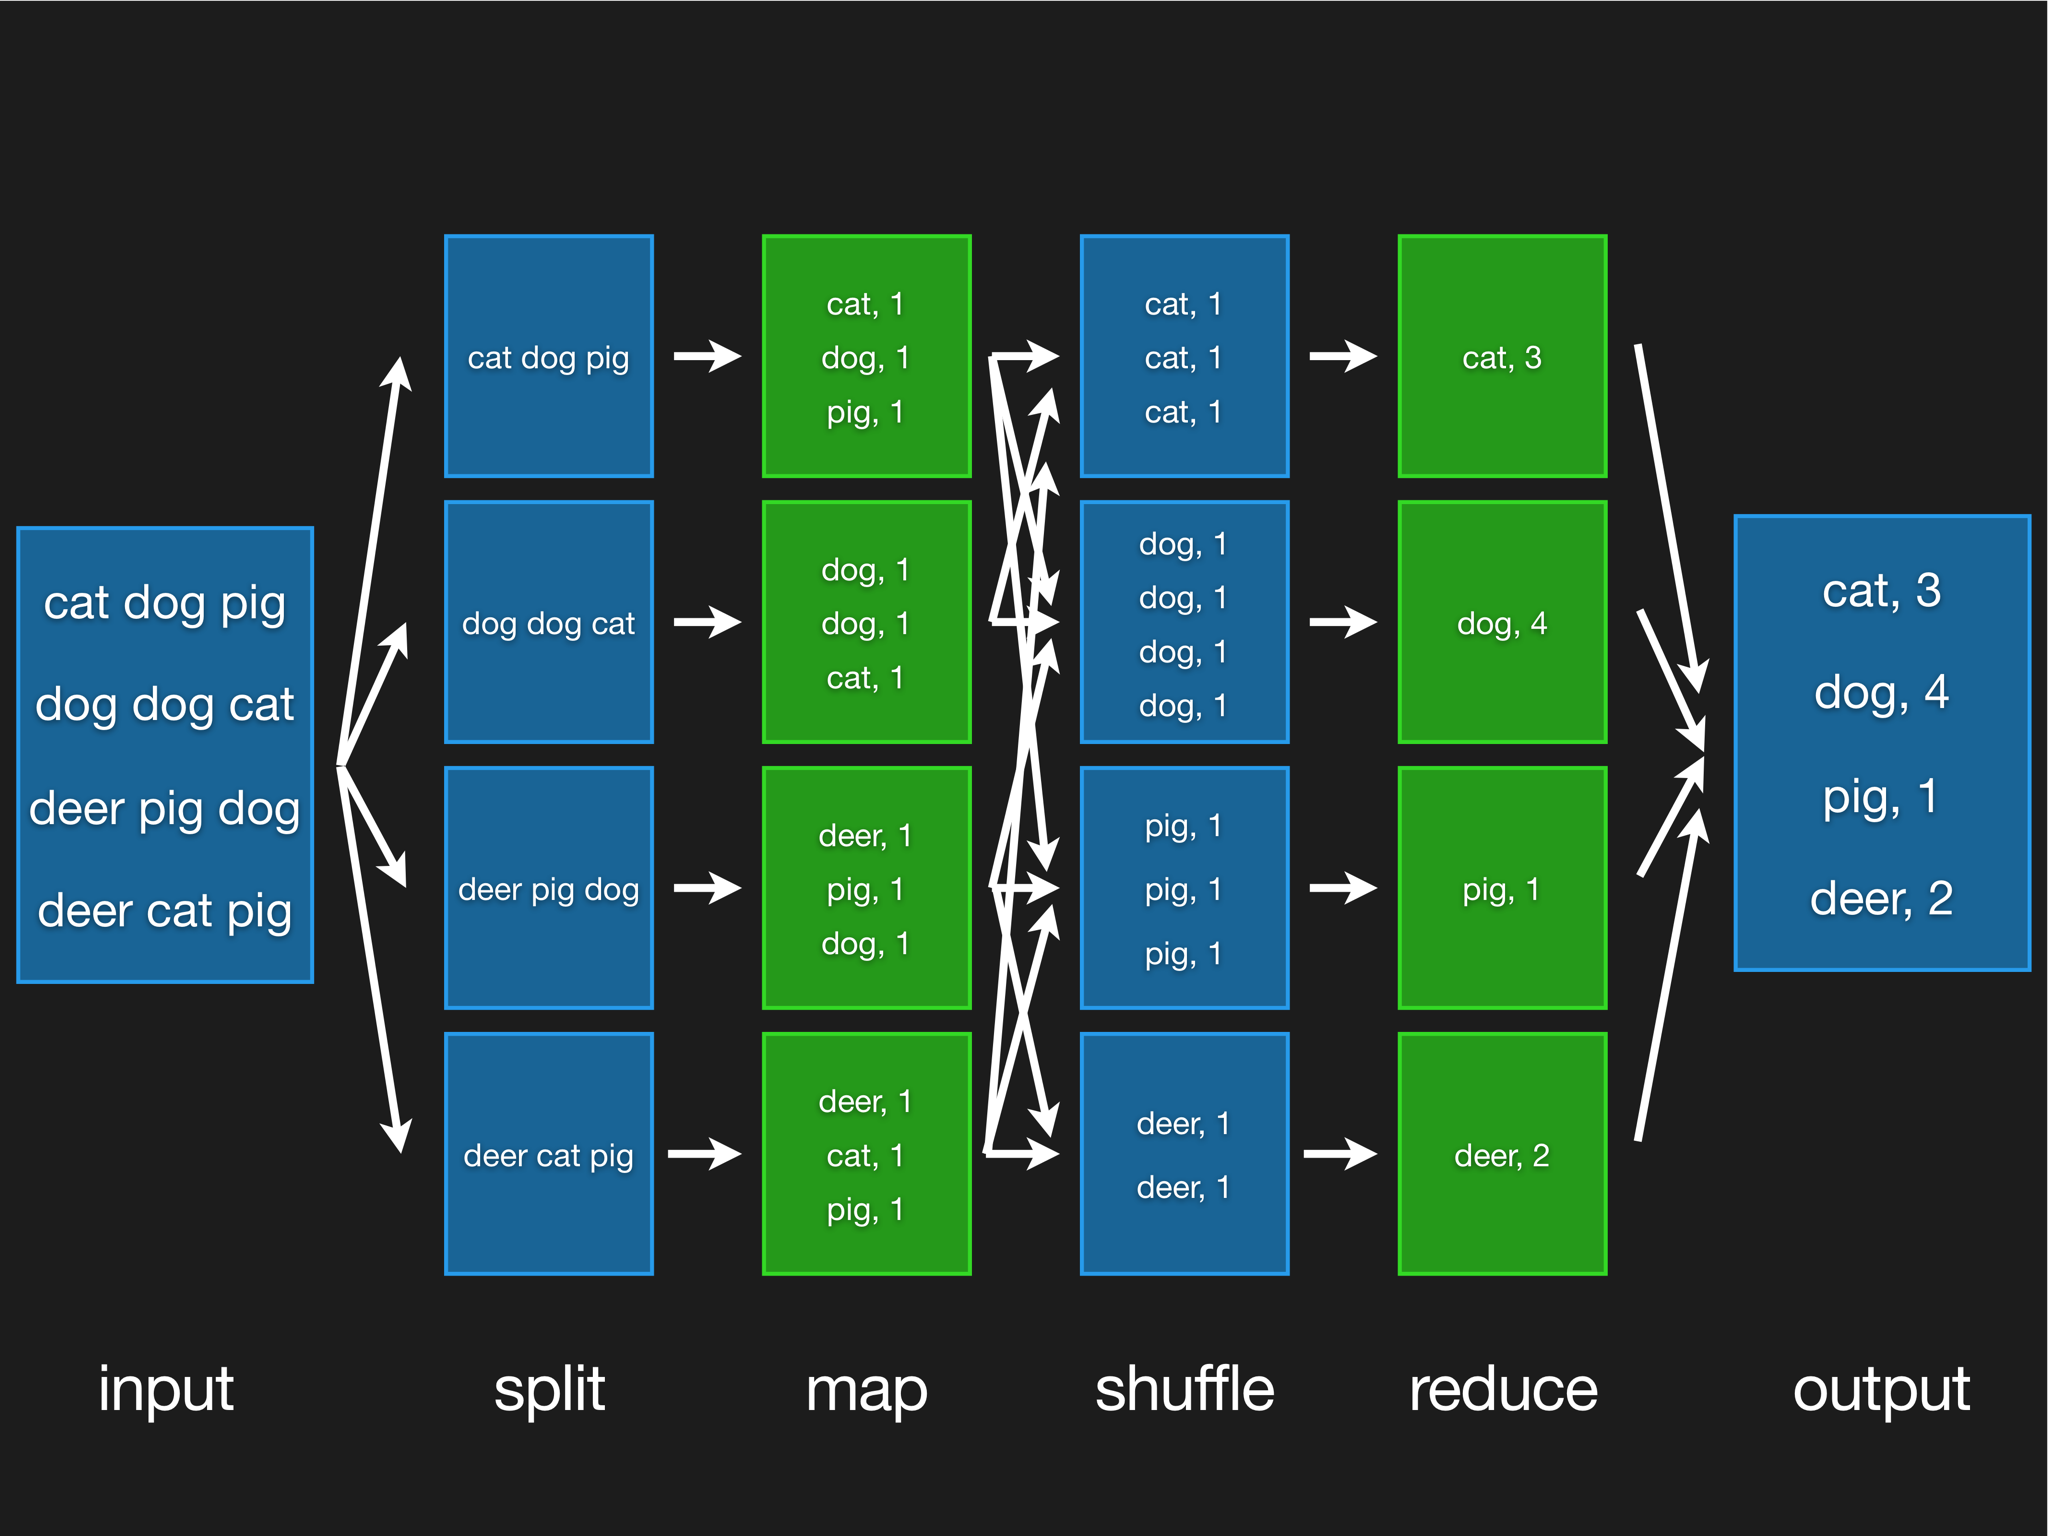 cat dog pig
dog dog cat
deer pig dog
deer cat pig
cat dog pig
dog dog cat
deer pig dog
deer cat pig
cat, 1
dog, 1
pig, 1
dog, 1
dog, 1
cat, 1
deer, 1
pig, 1
dog, 1
deer, 1
cat, 1
pig, 1
cat, 1
cat, 1
cat, 1
dog, 1
dog, 1
dog, 1
dog, 1
pig, 1
pig, 1
pig, 1
deer, 1
deer, 1
cat, 3
dog, 4
pig, 1
deer, 2
cat, 3
dog, 4
pig, 1
deer, 2
input
split
map
shuffle
reduce
output